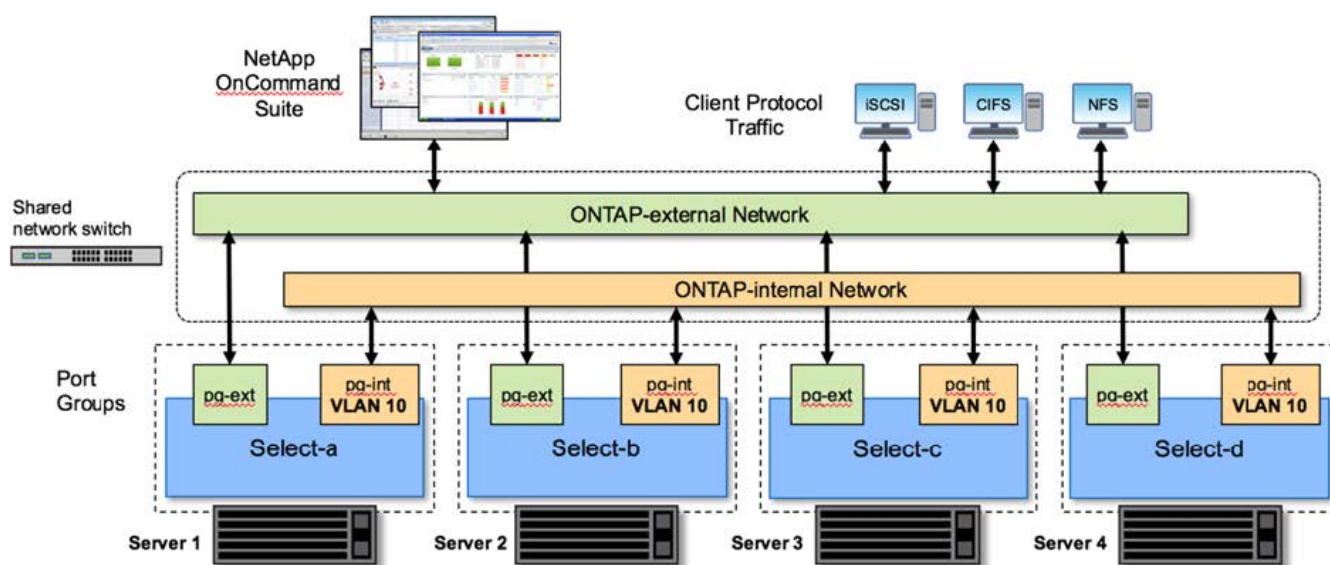 NetApp
OnCommand
Suite
Client Protocol
Traffic
iSCSI
CIFS
NFS
Shared
network switch
ONTAP-external Network
ONTAP-internal Network
Port
Groups
pg-ext
pg-int
VLAN 10
pg-ext
pg-int
VLAN 10
pg-ext
pg-int
VLAN 10
pg-ext
pg-int
VLAN 10
Select-a
Select-b
Select-c
Select-d
Server 1
Server 2
Server 3
Server 4